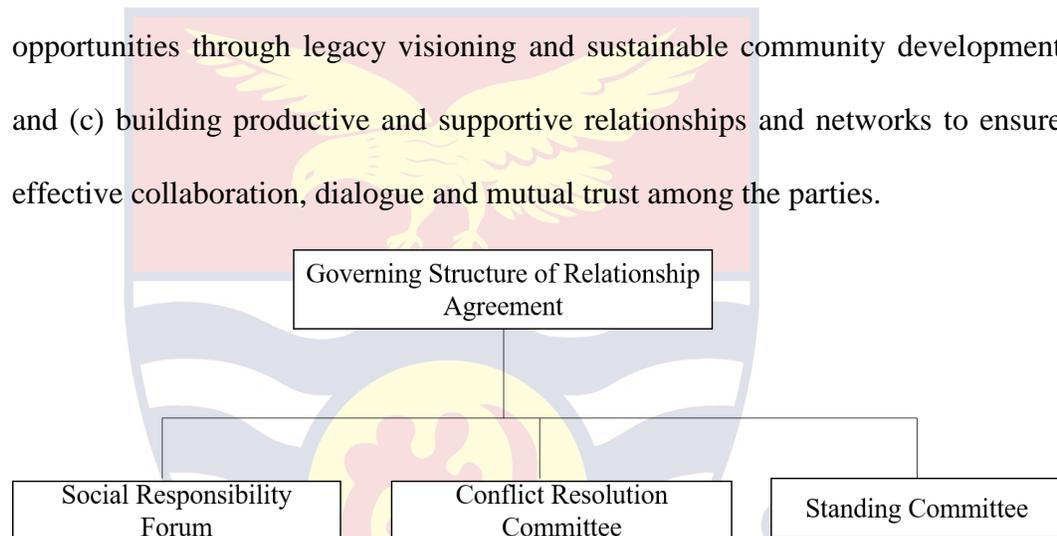 opportunities through legacy visioning and sustainable community development
and (c) building productive and supportive relationships and networks to ensure
effective collaboration, dialogue and mutual trust among the parties.
Governing Structure of Relationship
Agreement
Social Responsibility
Forum
Conflict Resolution
Committee
Standing Committee